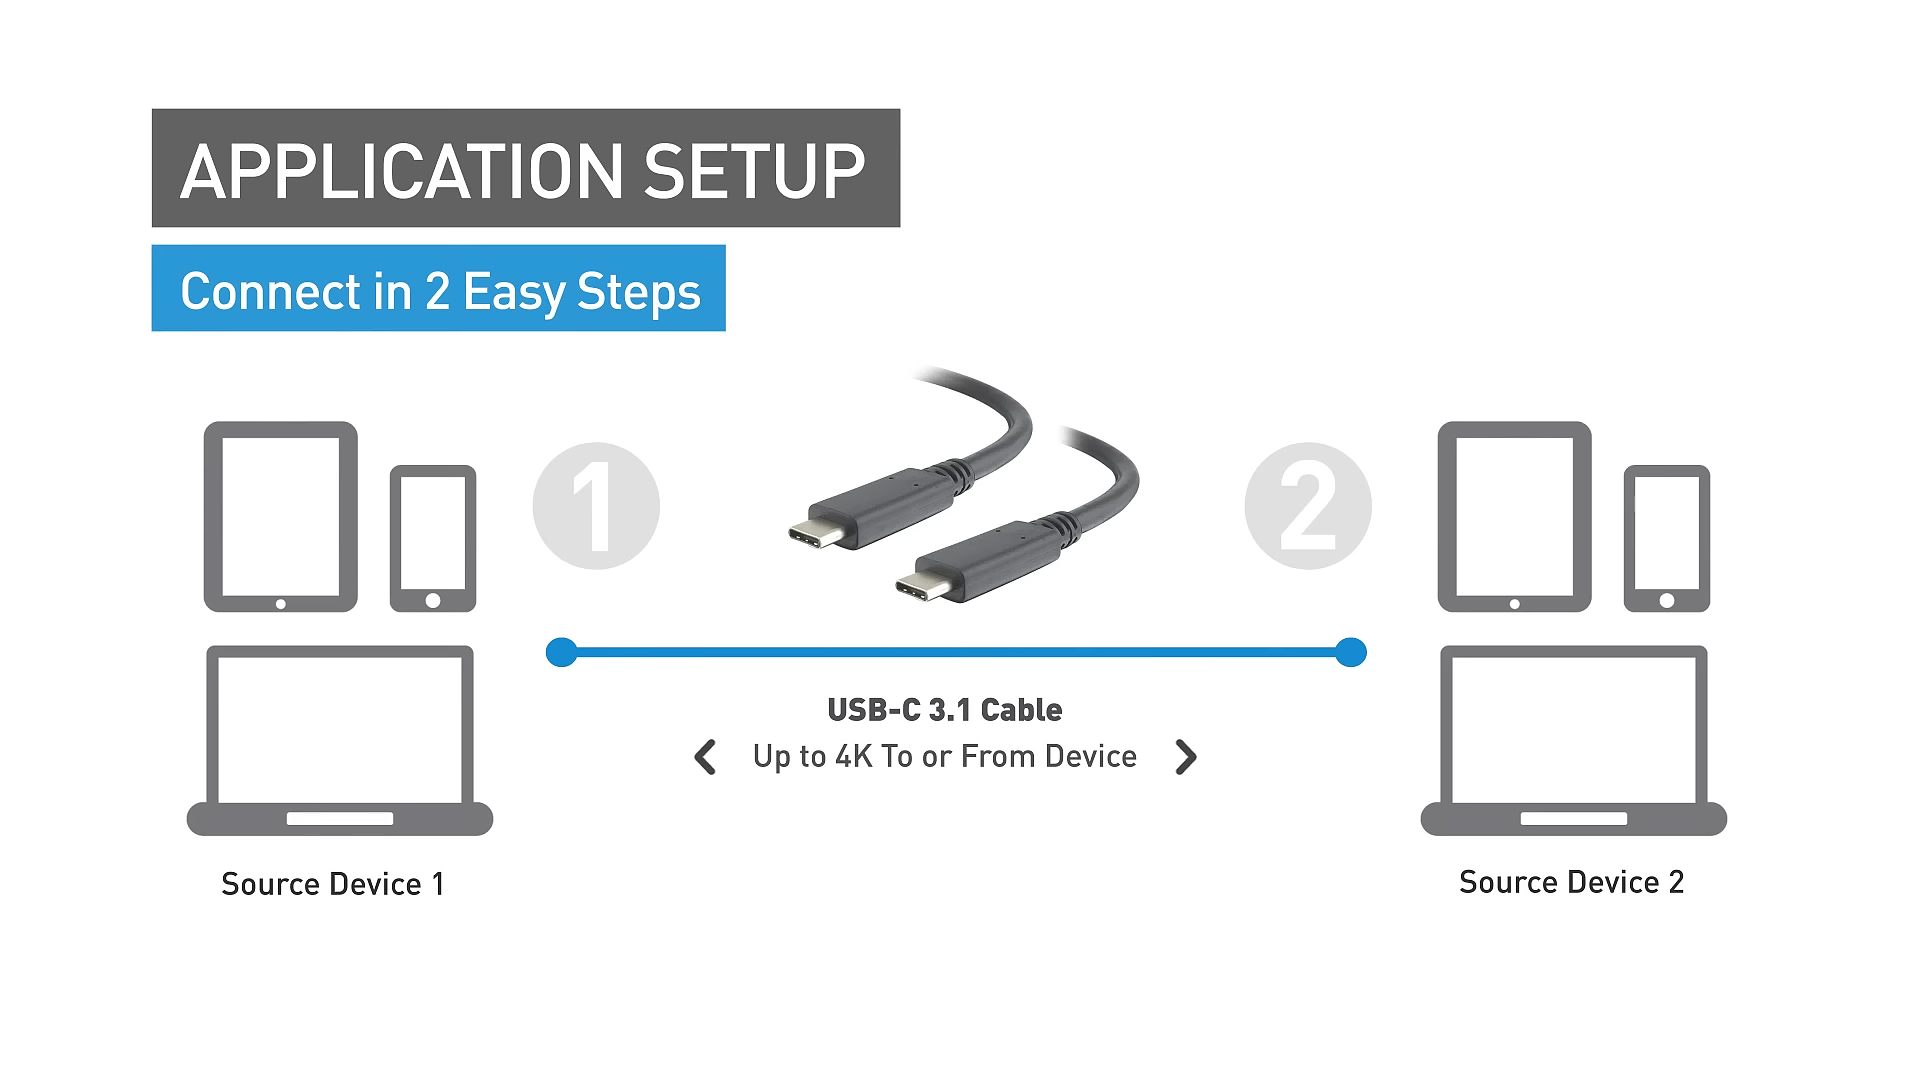 APPLICATION SETUP
Connect in 2 Easy Steps
1
2
USB-C 3.1 Cable
Up to 4K To or From Device
Source Device 1
Source Device 2